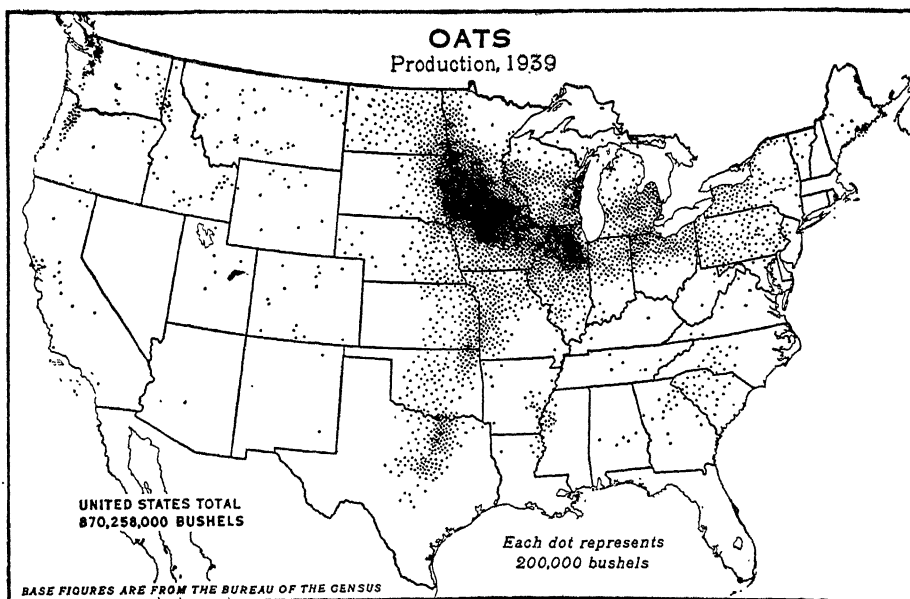 OATS
Production, 1939
UNITED STATES TOTAL
870,258,000 BUSHELS
Each dot represents
200,000 bushels
BASE FIGURES ARE FROM THE BUREAU OF THE CENSUS